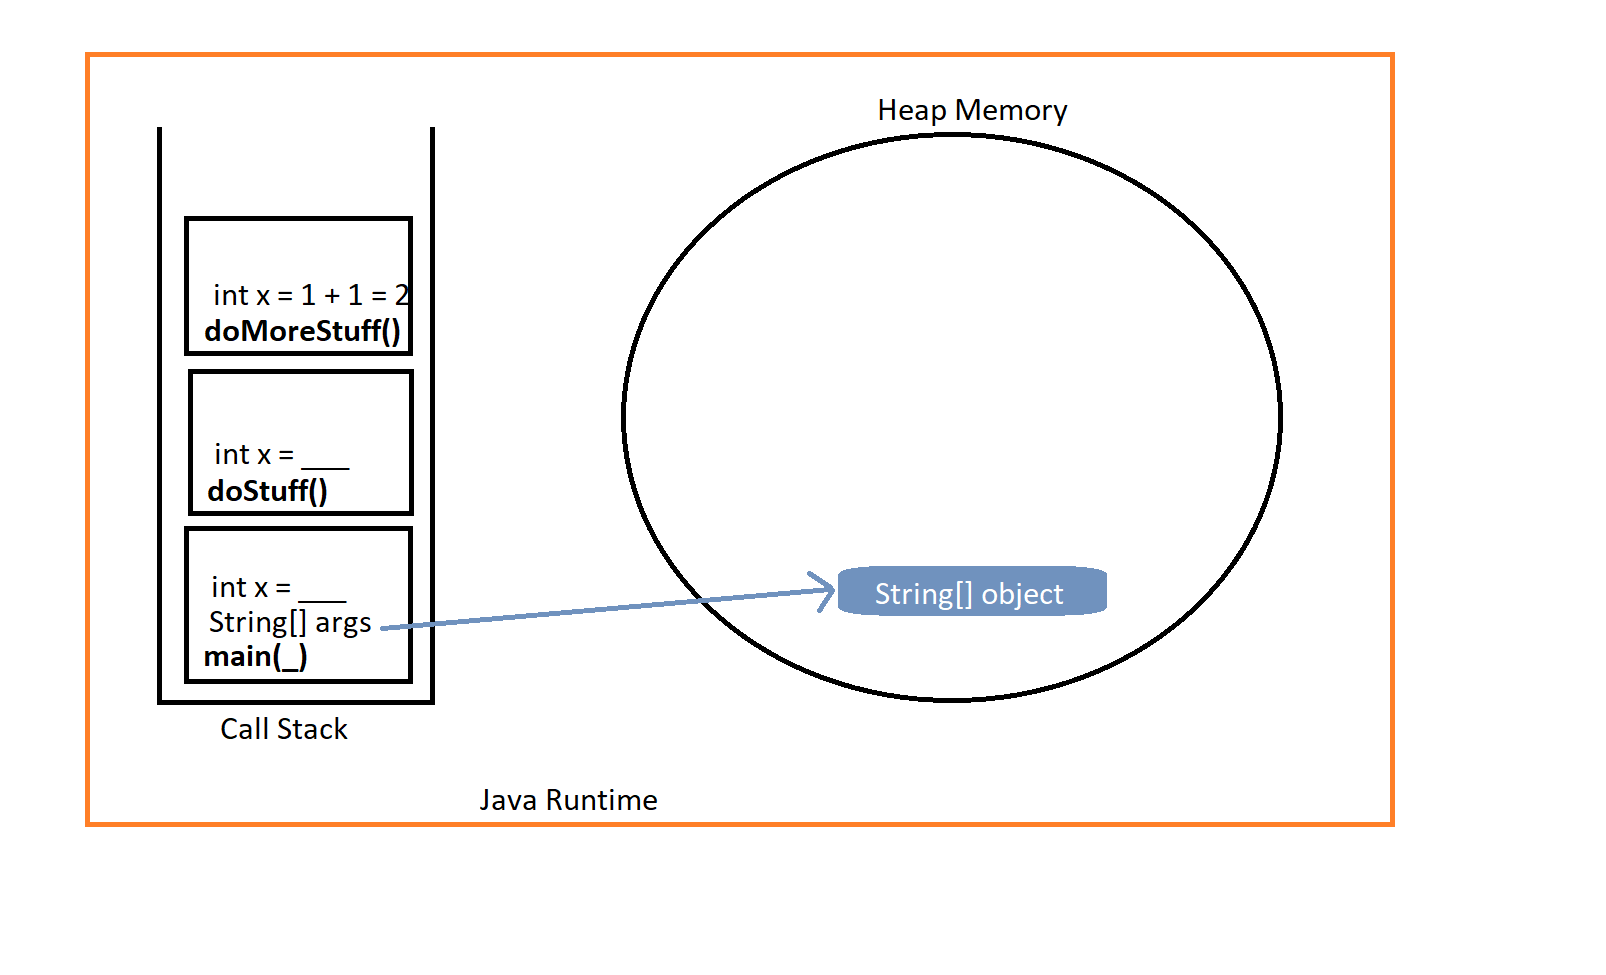 Heap Memory
int x = 1 + 1 = 2
doMoreStuff()
int x = ___
doStuff()
int x = ___
String[] args
main(_)
Call Stack
String[] object
Java Runtime